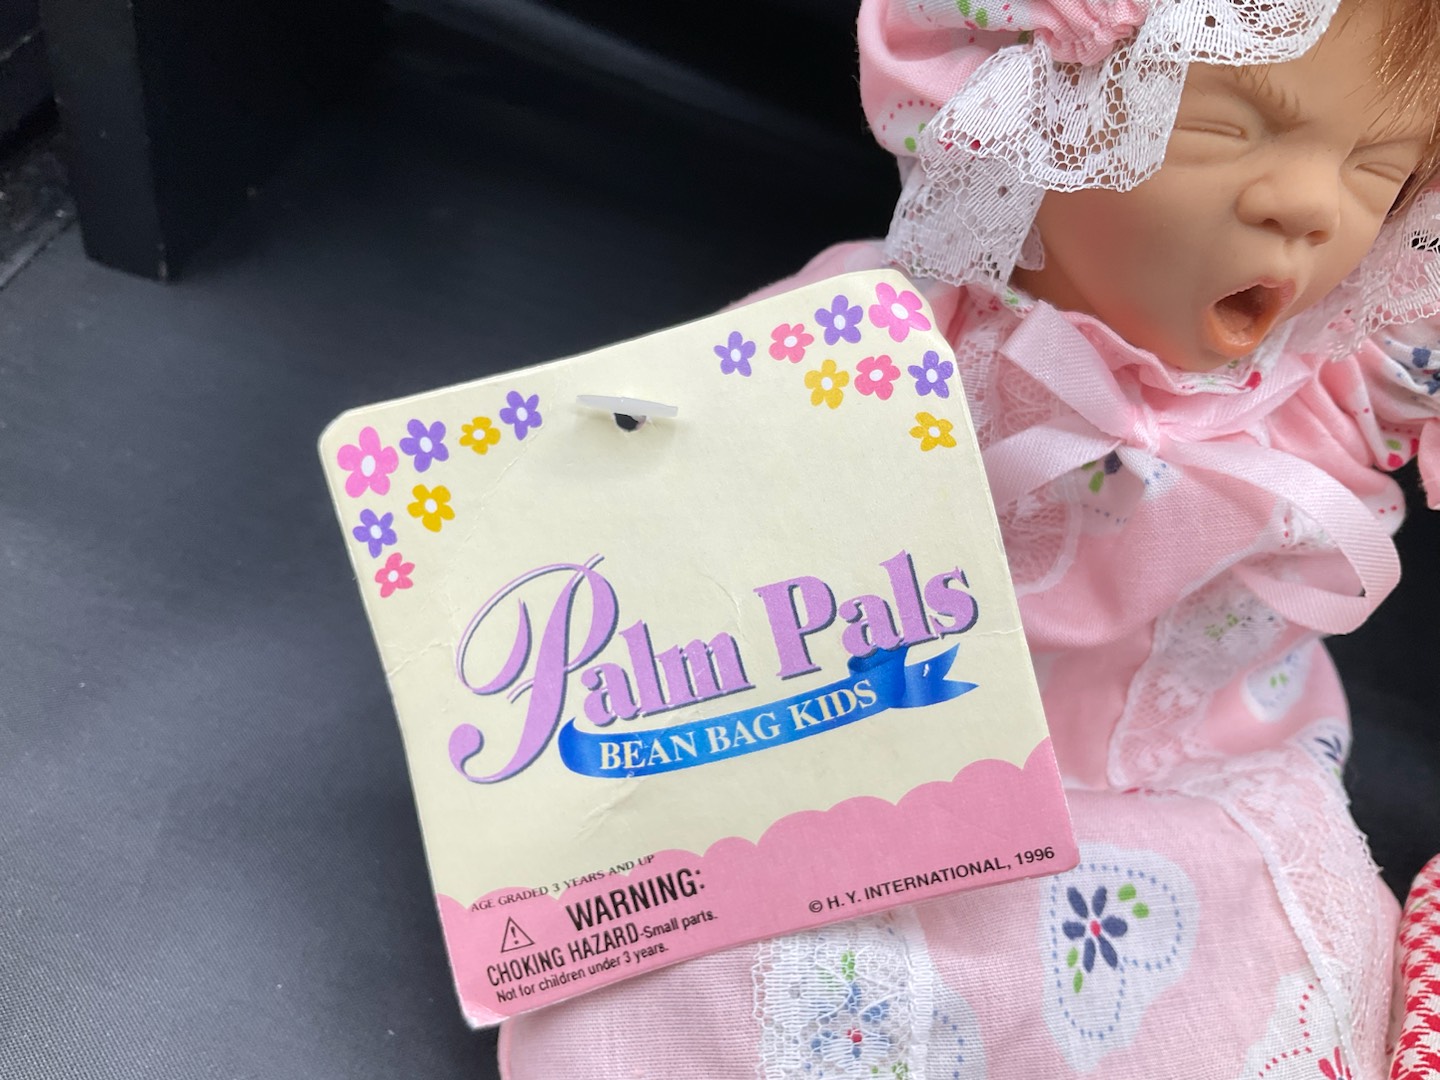 Palm Pals
BEAN BAG KIDS
AGE GRADED 3 YEARS AND UP
WARNING:
CHOKING HAZARD-Small parts.
Not for children under 3 years.
© H. Y. INTERNATIONAL, 1996